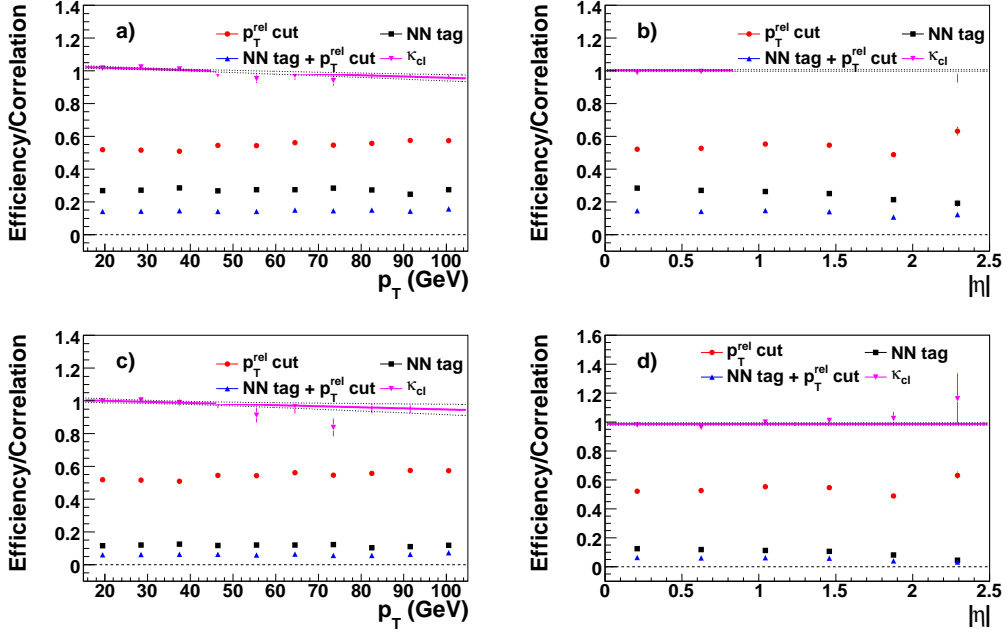 a)
p_T^rel cut
NN tag
NN tag + p_T^rel cut
κ_cl
Efficiency/Correlation
1.4
1.2
1
0.8
0.6
0.4
0.2
0
20 30 40 50 60 70 80 90 100
p_T (GeV)
b)
p_T^rel cut
NN tag
NN tag + p_T^rel cut
κ_cl
Efficiency/Correlation
1.4
1.2
1
0.8
0.6
0.4
0.2
0
0 0.5 1 1.5 2 2.5
|η|
c)
p_T^rel cut
NN tag
NN tag + p_T^rel cut
κ_cl
Efficiency/Correlation
1.4
1.2
1
0.8
0.6
0.4
0.2
0
20 30 40 50 60 70 80 90 100
p_T (GeV)
d)
p_T^rel cut
NN tag
NN tag + p_T^rel cut
κ_cl
Efficiency/Correlation
1.6
1.4
1.2
1
0.8
0.6
0.4
0.2
0
0 0.5 1 1.5 2 2.5
|η|